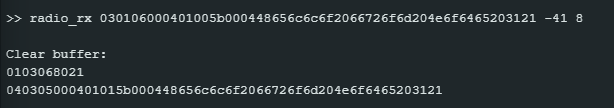 >> radio_rx 030106000401005b000448656c6c6f2066726f6d204e6f6465203121 -41 8
Clear buffer:
0103068021
040305000401015b000448656c6c6f2066726f6d204e6f6465203121